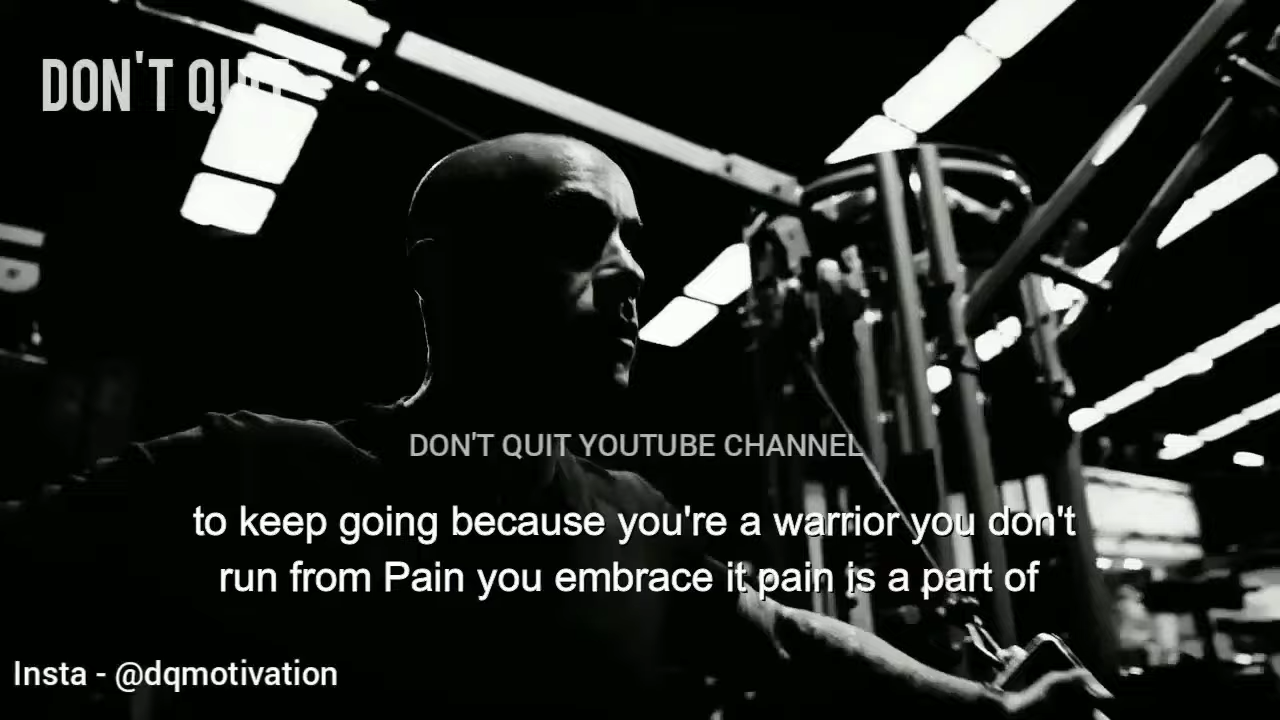 DON'T QUIT
DON'T QUIT YOUTUBE CHANNEL
to keep going because you're a warrior you don't
run from Pain you embrace it pain is a part of
Insta - @dqmotivation